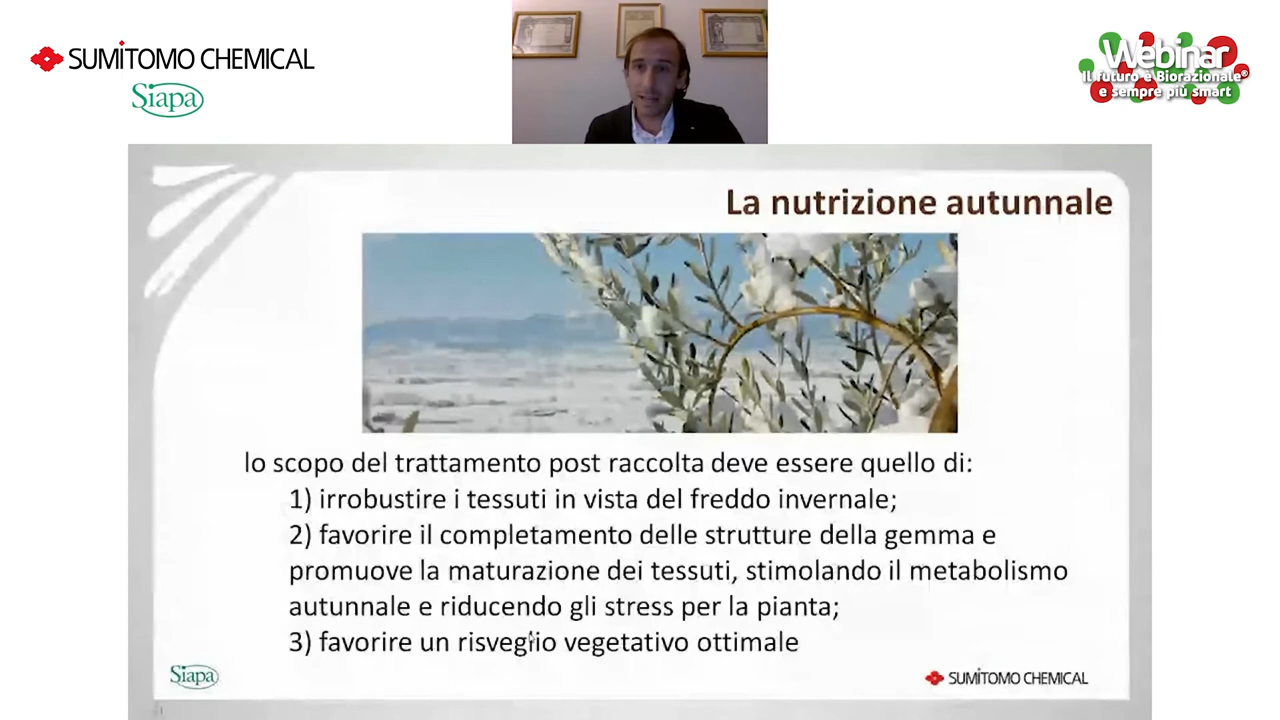 SUMITOMO CHEMICAL
Siapa
Webinar
Il futuro è Biorazionale®
e sempre più smart
La nutrizione autunnale
lo scopo del trattamento post raccolta deve essere quello di:
1) irrobustire i tessuti in vista del freddo invernale;
2) favorire il completamento delle strutture della gemma e
promuove la maturazione dei tessuti, stimolando il metabolismo
autunnale e riducendo gli stress per la pianta;
3) favorire un risveglio vegetativo ottimale
Siapa
SUMITOMO CHEMICAL